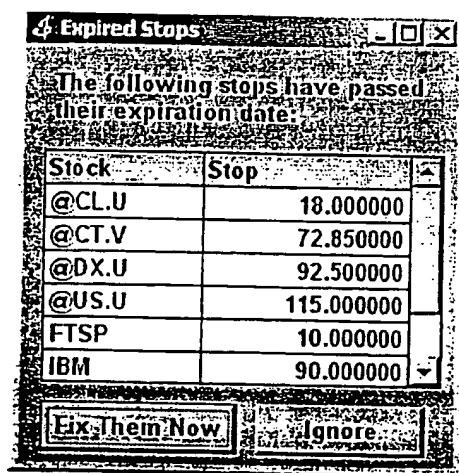 Expired Stops
The following stops have passed
their expiration date:
Stock Stop
@CL.U 18.000000
@CT.V 72.850000
@DX.U 92.500000
@US.U 115.000000
FTSP 10.000000
IBM 90.000000
Fix Them Now Ignore